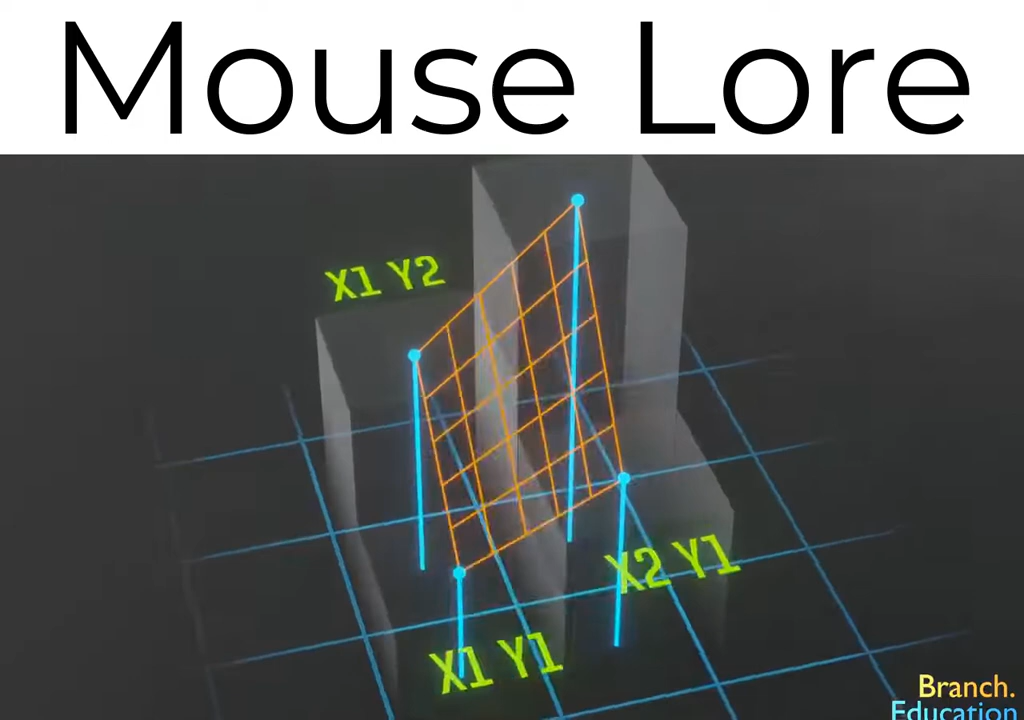 Mouse Lore
X1 Y2
X2 Y1
X1 Y1
Branch.
Education